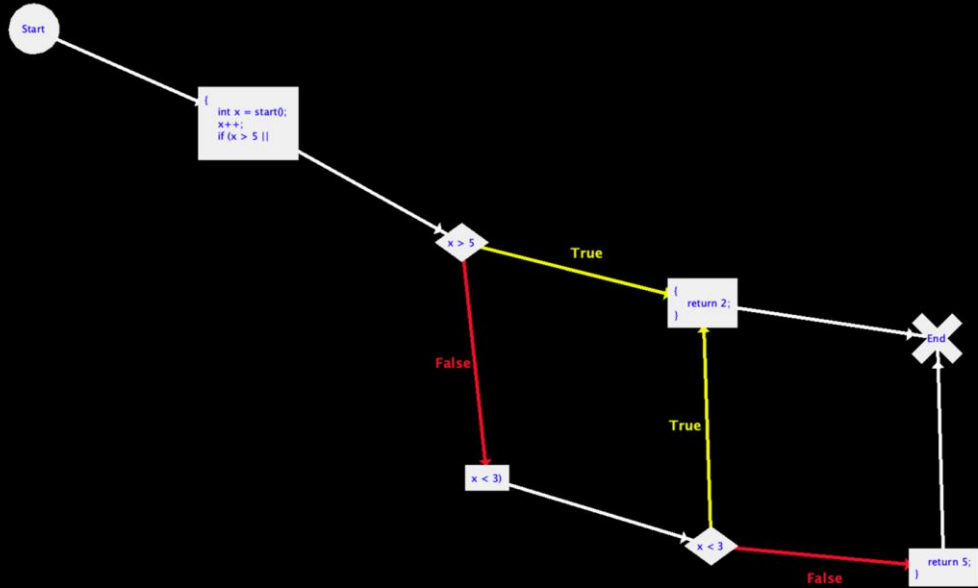 Start
{
int x = start();
x++;
if (x > 5 ||
x > 5
True
{
return 2;
}
End
False
True
x < 3)
x < 3
False
return 5;
}